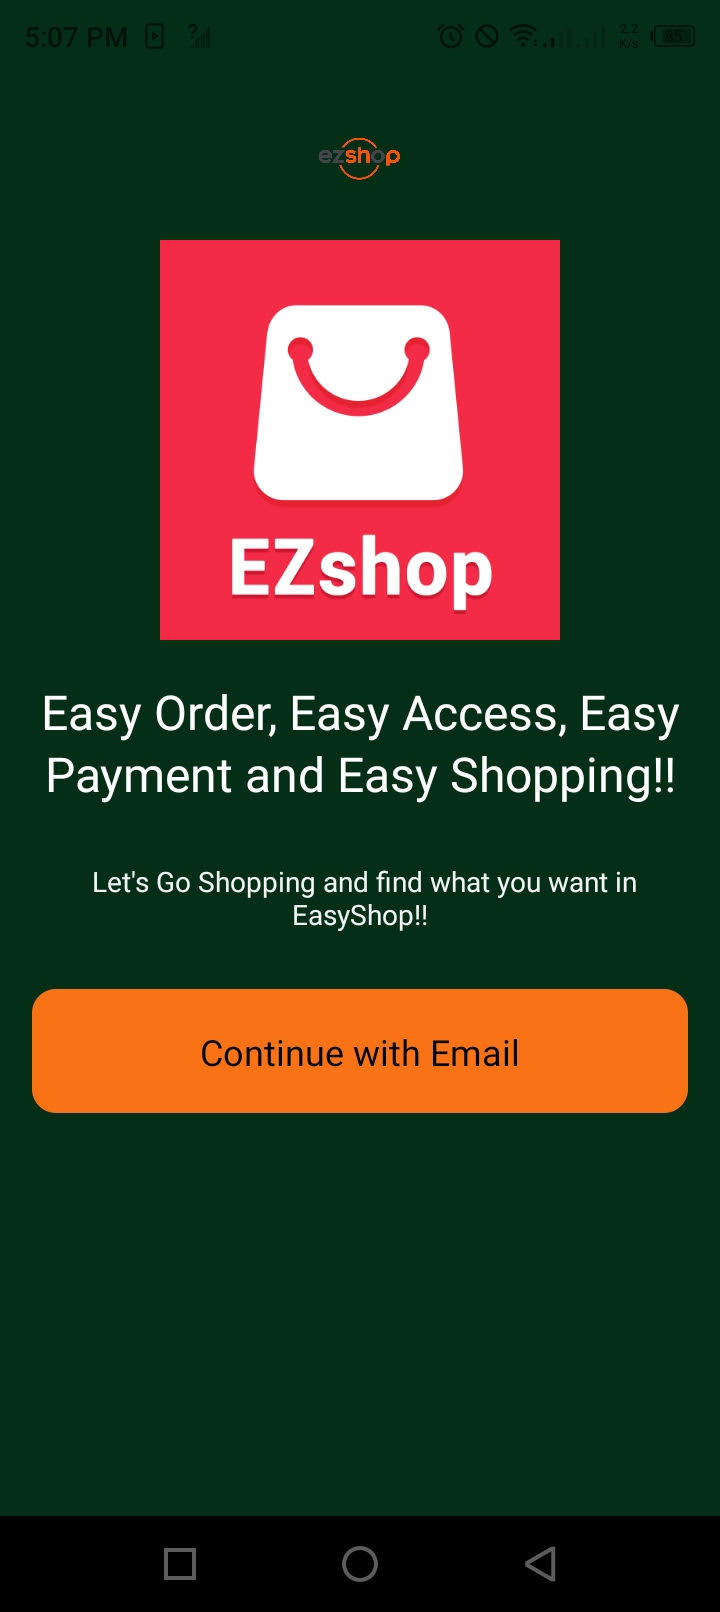 5:07 PM
2.2
K/s
85
ezshop
EZshop
Easy Order, Easy Access, Easy
Payment and Easy Shopping!!
Let's Go Shopping and find what you want in
EasyShop!!
Continue with Email